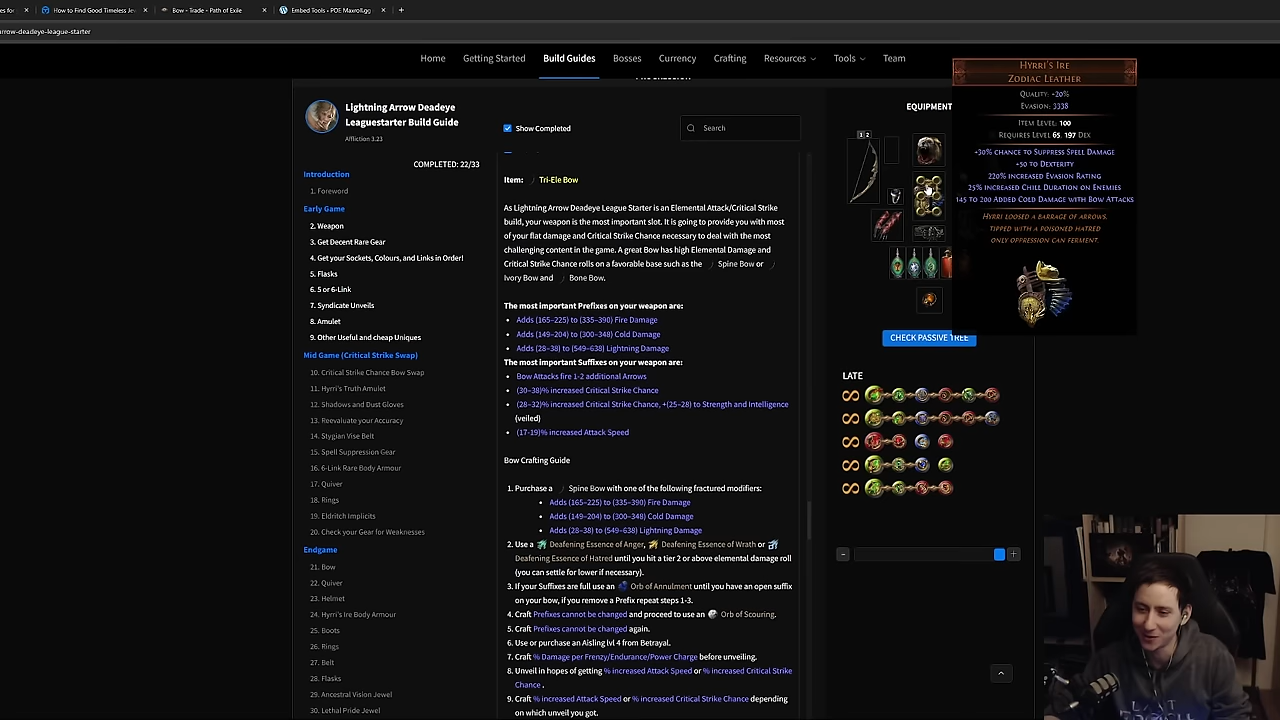 s for
How to Find Good Timeless Je
Bow - Trade - Path of Exile
Embed Tools ‹ POE Maxroll.gg
rrow-deadeye-league-starter
Home
Getting Started
Build Guides
Bosses
Currency
Crafting
Resources
Tools
Team
Lightning Arrow Deadeye
Leaguestarter Build Guide
Affliction 3.23
COMPLETED: 22/33
Introduction
1. Foreword
Early Game
2. Weapon
3. Get Decent Rare Gear
4. Get your Sockets, Colours, and Links in Order!
5. Flasks
6. 5 or 6-Link
7. Syndicate Unveils
8. Amulet
9. Other Useful and cheap Uniques
Mid Game (Critical Strike Swap)
10. Critical Strike Chance Bow Swap
11. Hyrri's Truth Amulet
12. Shadows and Dust Gloves
13. Reevaluate your Accuracy
14. Stygian Vise Belt
15. Spell Suppression Gear
16. 6-Link Rare Body Armour
17. Quiver
18. Rings
19. Eldritch Implicits
20. Check your Gear for Weaknesses
Endgame
21. Bow
22. Quiver
23. Helmet
24. Hyrri's Ire Body Armour
25. Boots
26. Rings
27. Belt
28. Flasks
29. Ancestral Vision Jewel
30. Lethal Pride Jewel
Show Completed
Search
Item: Tri-Ele Bow
As Lightning Arrow Deadeye League Starter is an Elemental Attack/Critical Strike
build, your weapon is the most important slot. It is going to provide you with most
of your flat damage and Critical Strike Chance necessary to deal with the most
challenging content in the game. A great Bow has high Elemental Damage and
Critical Strike Chance rolls on a favorable base such as the Spine Bow or
Ivory Bow and Bone Bow.
The most important Prefixes on your weapon are:
• Adds (165–225) to (335–390) Fire Damage
• Adds (149–204) to (300–348) Cold Damage
• Adds (28–38) to (549–638) Lightning Damage
The most important Suffixes on your weapon are:
• Bow Attacks fire 1-2 additional Arrows
• (30–38)% increased Critical Strike Chance
• (28–32)% increased Critical Strike Chance, +(25–28) to Strength and Intelligence
(veiled)
• (17-19)% increased Attack Speed
Bow Crafting Guide
1. Purchase a Spine Bow with one of the following fractured modifiers:
• Adds (165–225) to (335–390) Fire Damage
• Adds (149–204) to (300–348) Cold Damage
• Adds (28–38) to (549–638) Lightning Damage
2. Use a Deafening Essence of Anger, Deafening Essence of Wrath or
Deafening Essence of Hatred until you hit a tier 2 or above elemental damage roll
(you can settle for lower if necessary).
3. If your Suffixes are full use an Orb of Annulment until you have an open suffix
on your bow, if you remove a Prefix repeat steps 1-3.
4. Craft Prefixes cannot be changed and proceed to use an Orb of Scouring.
5. Craft Prefixes cannot be changed again.
6. Use or purchase an Aisling lvl 4 from Betrayal.
7. Craft % Damage per Frenzy/Endurance/Power Charge before unveiling.
8. Unveil in hopes of getting % increased Attack Speed or % increased Critical Strike
Chance .
9. Craft % increased Attack Speed or % increased Critical Strike Chance depending
on which unveil you got.
EQUIPMENT
1 2
CHECK PASSIVE TREE
LATE
-
+
Hyrri's Ire
Zodiac Leather
Quality: +20%
Evasion: 3338
Item Level: 100
Requires Level 65, 197 Dex
+30% chance to Suppress Spell Damage
+50 to Dexterity
220% increased Evasion Rating
25% increased Chill Duration on Enemies
145 to 200 Added Cold Damage with Bow Attacks
Hyrri loosed a barrage of arrows,
tipped with a poisoned hatred
only oppression can ferment.
LAST